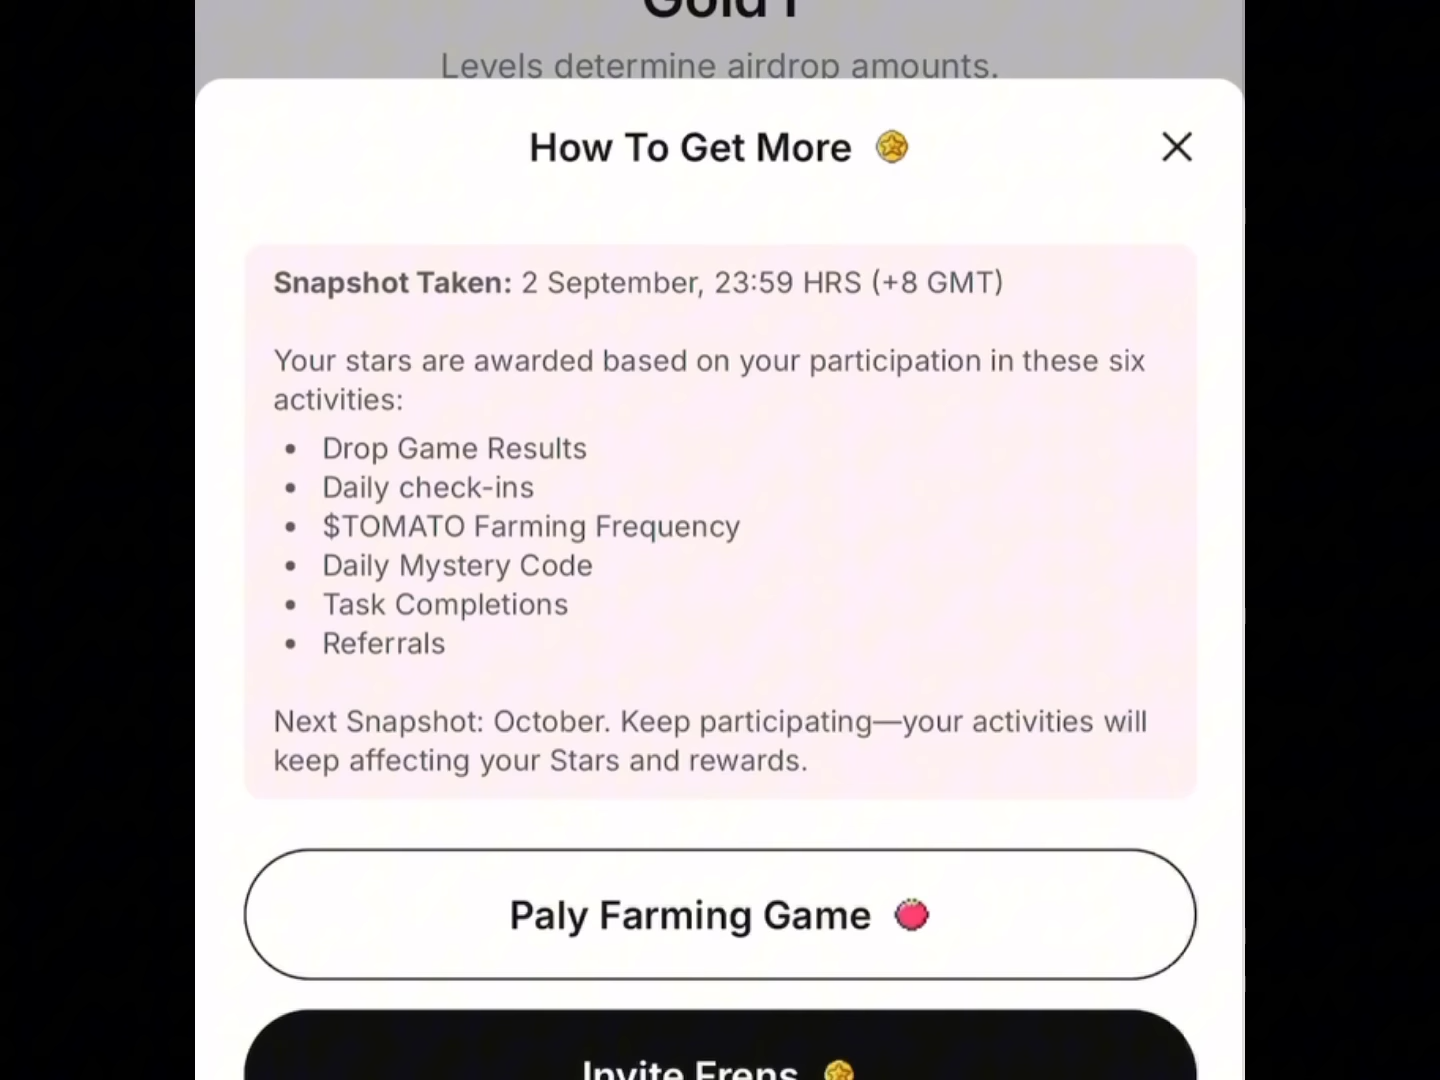 Gold I
Levels determine airdrop amounts.
How To Get More
Snapshot Taken: 2 September, 23:59 HRS (+8 GMT)
Your stars are awarded based on your participation in these six
activities:
• Drop Game Results
• Daily check-ins
• $TOMATO Farming Frequency
• Daily Mystery Code
• Task Completions
• Referrals
Next Snapshot: October. Keep participating—your activities will
keep affecting your Stars and rewards.
Paly Farming Game
Invite Frens